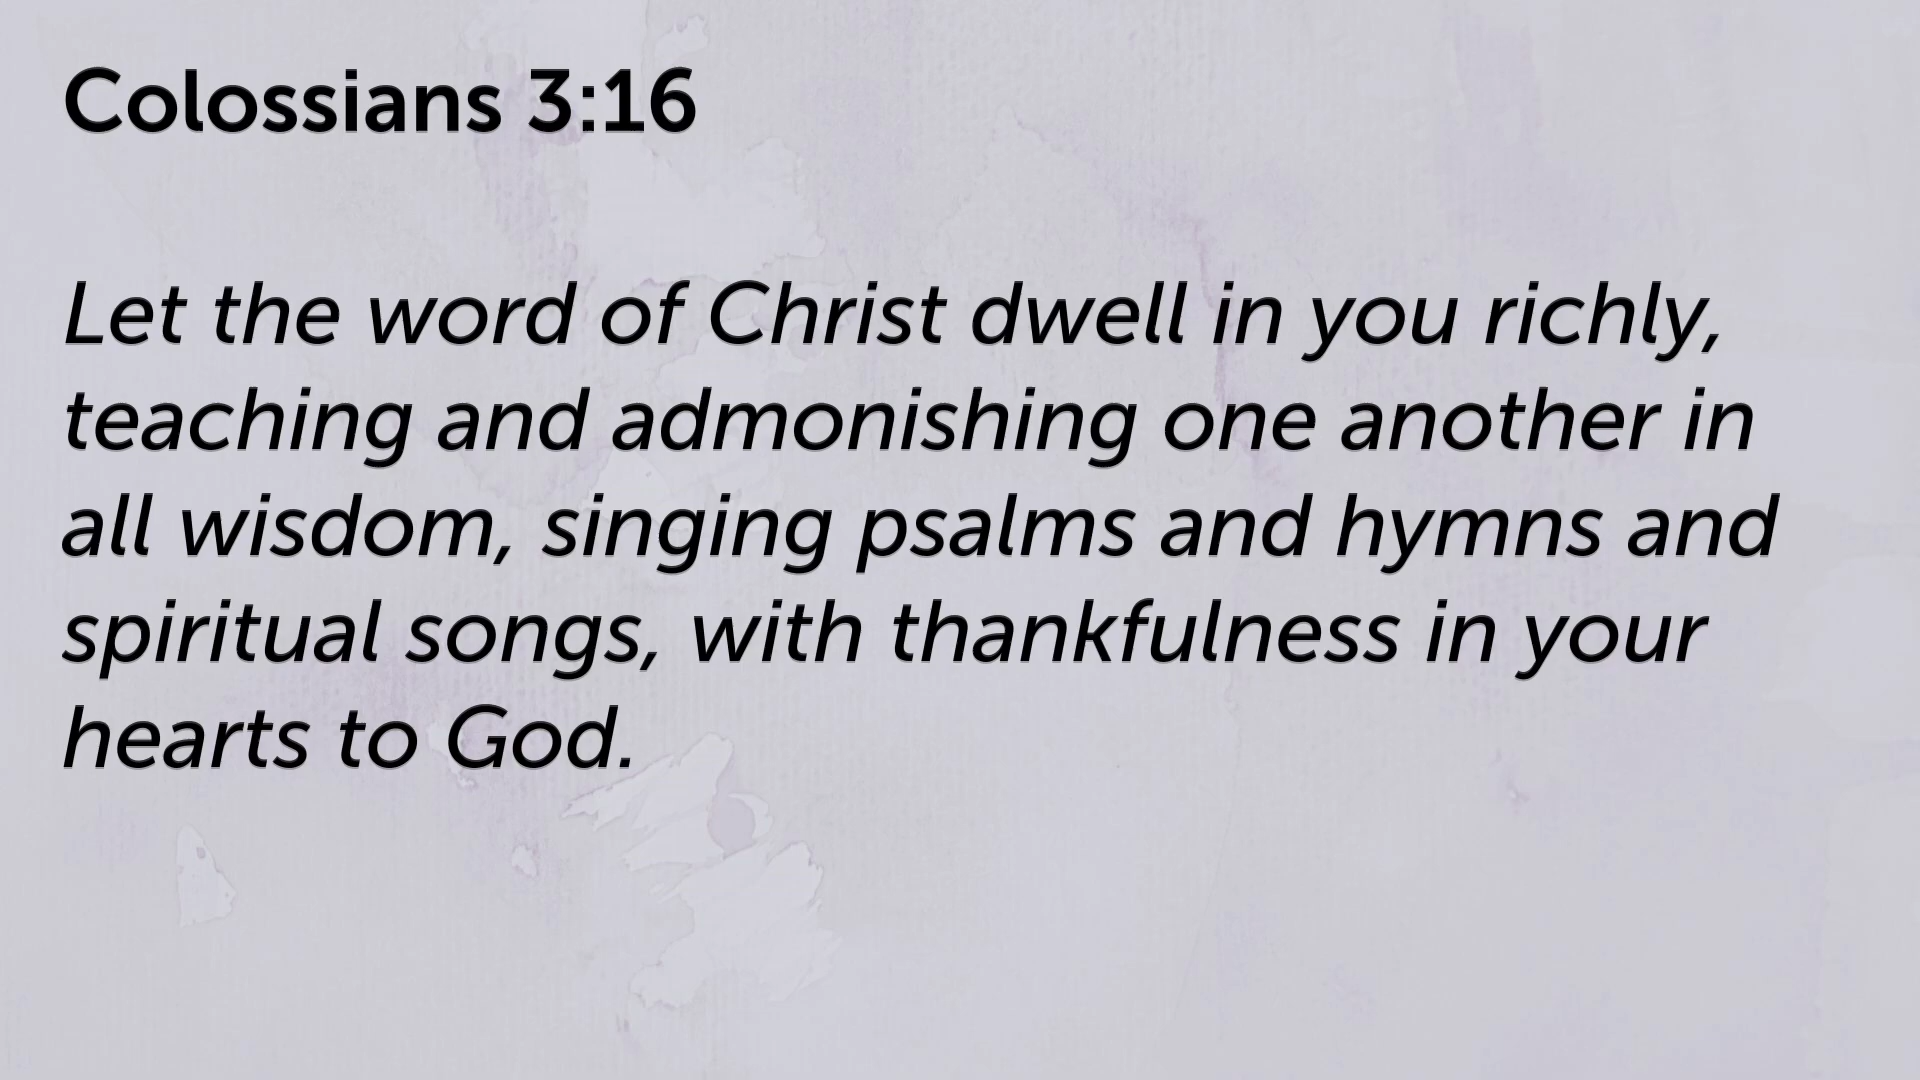 Colossians 3:16
Let the word of Christ dwell in you richly,
teaching and admonishing one another in
all wisdom, singing psalms and hymns and
spiritual songs, with thankfulness in your
hearts to God.